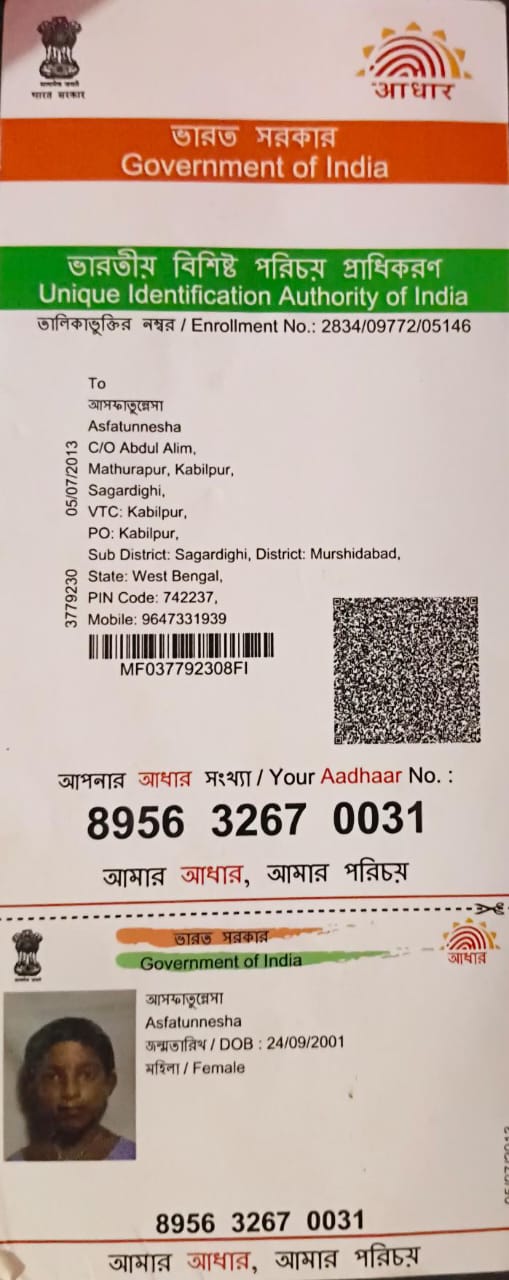 भारत सरकार
आधार
ভারত সরকার
Government of India
ভারতীয় বিশিষ্ট পরিচয় প্রাধিকরণ
Unique Identification Authority of India
তালিকাভুক্তির নম্বর / Enrollment No.: 2834/09772/05146
To
আসফাতুন্নেসা
Asfatunnesha
C/O Abdul Alim,
Mathurapur, Kabilpur,
Sagardighi,
VTC: Kabilpur,
PO: Kabilpur,
Sub District: Sagardighi, District: Murshidabad,
State: West Bengal,
PIN Code: 742237,
Mobile: 9647331939
05/07/2013
3779230
MF037792308FI
আপনার আধার সংখ্যা / Your Aadhaar No. :
8956 3267 0031
আমার আধার, আমার পরিচয়
ভারত সরকার
Government of India
আধার
আসফাতুন্নেসা
Asfatunnesha
জন্মতারিখ / DOB : 24/09/2001
মহিলা / Female
8956 3267 0031
আমার আধার, আমার পরিচয়